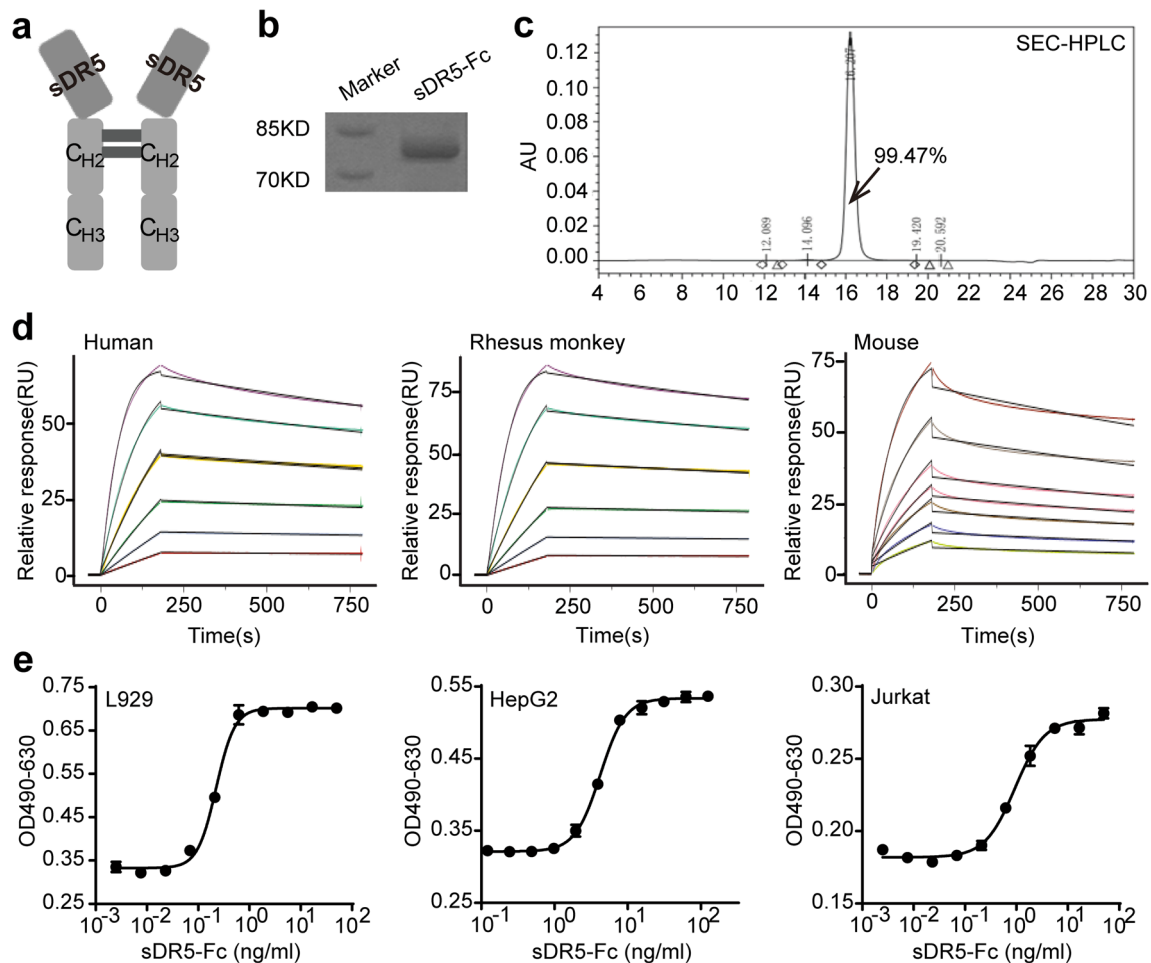 a
sDR5
sDR5
CH2
CH2
CH3
CH3
b
Marker
sDR5-Fc
85KD
70KD
c
SEC-HPLC
AU
0.12
0.10
0.08
0.06
0.04
0.02
0.00
12.089
14.096
16.207
99.47%
19.420
20.592
4 6 8 10 12 14 16 18 20 22 24 26 28 30
d
Human
Relative response(RU)
50
25
0
0 250 500 750
Time(s)
Rhesus monkey
Relative response(RU)
75
50
25
0
0 250 500 750
Time(s)
Mouse
Relative response(RU)
75
50
25
0
0 250 500 750
Time(s)
e
L929
OD490-630
0.75
0.65
0.55
0.45
0.35
0.25
10-3 10-2 10-1 100 101 102
sDR5-Fc (ng/ml)
HepG2
OD490-630
0.55
0.45
0.35
0.25
10-1 100 101 102
sDR5-Fc (ng/ml)
Jurkat
OD490-630
0.30
0.25
0.20
0.15
10-3 10-2 10-1 100 101 102
sDR5-Fc (ng/ml)